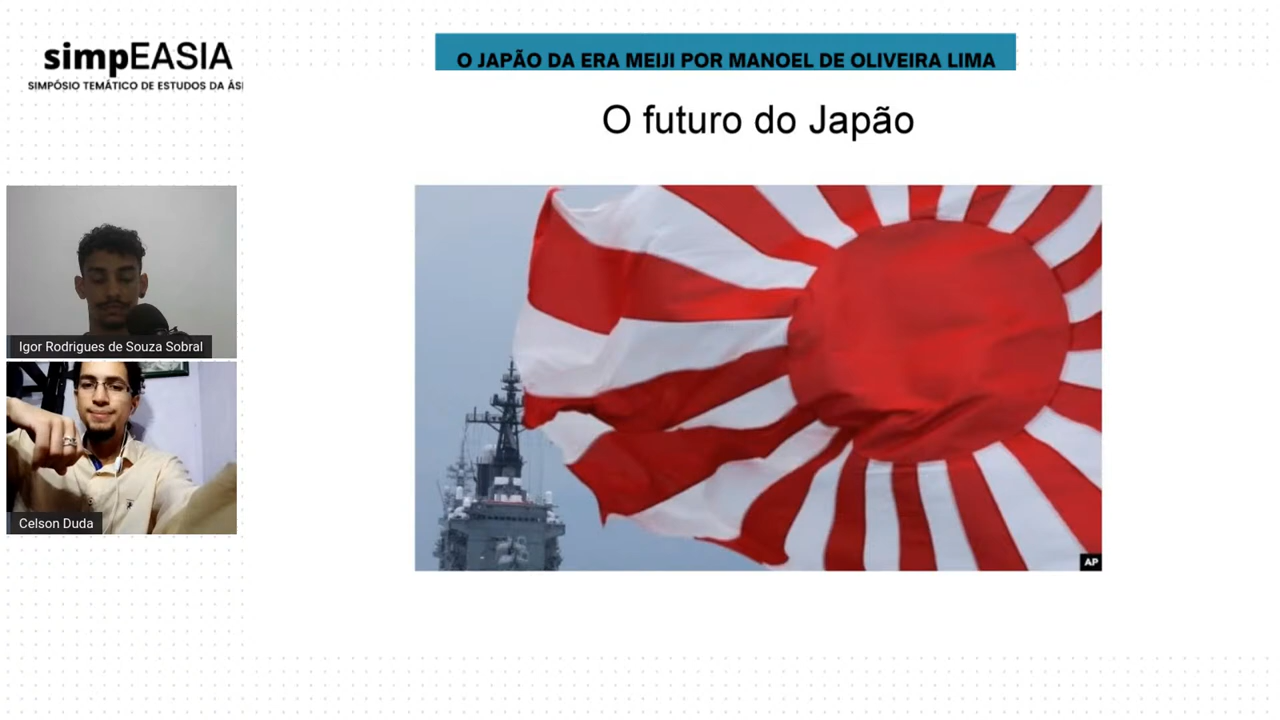 simpEASIA
SIMPÓSIO TEMÁTICO DE ESTUDOS DA ÁSI
O JAPÃO DA ERA MEIJI POR MANOEL DE OLIVEIRA LIMA
O futuro do Japão
Igor Rodrigues de Souza Sobral
Celson Duda
AP